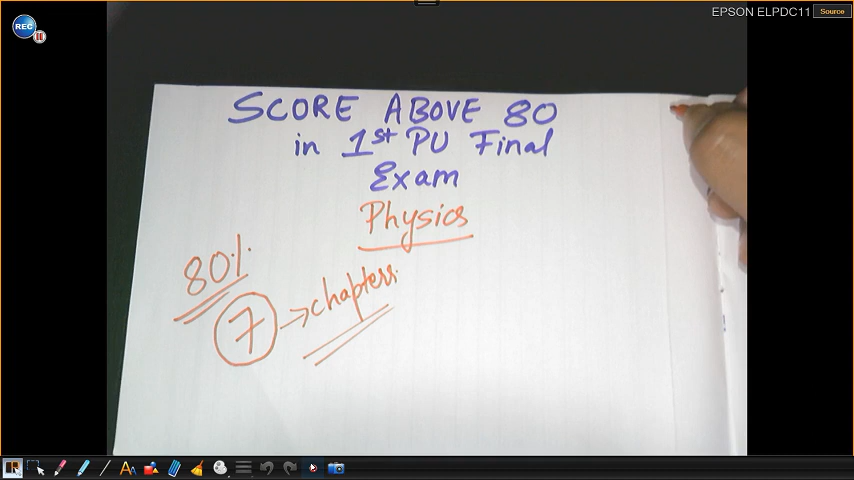 EPSON ELPDC11
Source
REC
SCORE ABOVE 80
in 1st PU Final
Exam
Physics
80%
7 → chapters